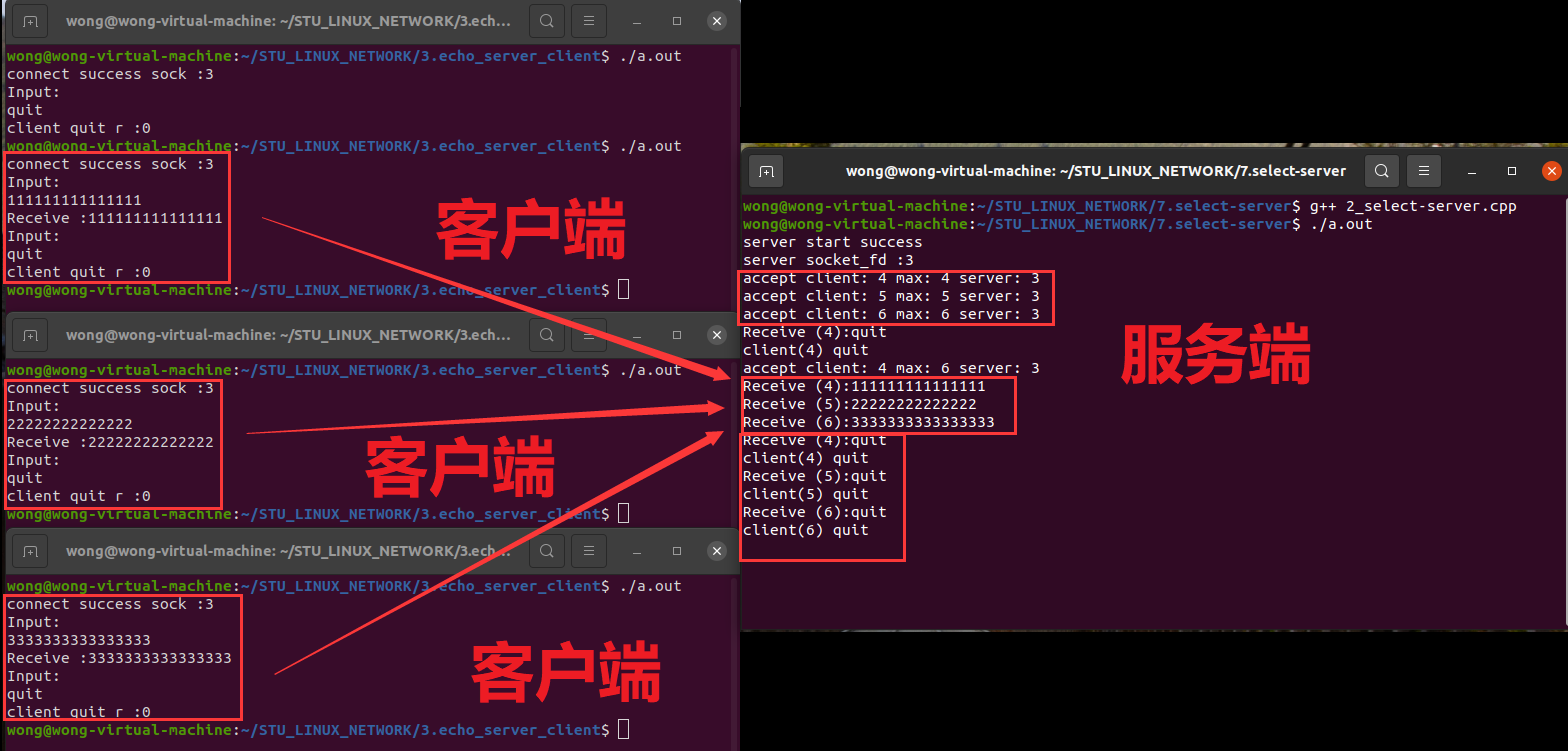 wong@wong-virtual-machine: ~/STU_LINUX_NETWORK/3.ech...
wong@wong-virtual-machine:~/STU_LINUX_NETWORK/3.echo_server_client$ ./a.out
connect success sock :3
Input:
quit
client quit r :0
wong@wong-virtual-machine:~/STU_LINUX_NETWORK/3.echo_server_client$ ./a.out
connect success sock :3
Input:
111111111111111
Receive :111111111111111
Input:
quit
client quit r :0
wong@wong-virtual-machine:~/STU_LINUX_NETWORK/3.echo_server_client$
客户端
wong@wong-virtual-machine: ~/STU_LINUX_NETWORK/3.ech...
wong@wong-virtual-machine:~/STU_LINUX_NETWORK/3.echo_server_client$ ./a.out
connect success sock :3
Input:
22222222222222
Receive :22222222222222
Input:
quit
client quit r :0
wong@wong-virtual-machine:~/STU_LINUX_NETWORK/3.echo_server_client$
客户端
wong@wong-virtual-machine: ~/STU_LINUX_NETWORK/3.ech...
wong@wong-virtual-machine:~/STU_LINUX_NETWORK/3.echo_server_client$ ./a.out
connect success sock :3
Input:
3333333333333333
Receive :3333333333333333
Input:
quit
client quit r :0
wong@wong-virtual-machine:~/STU_LINUX_NETWORK/3.echo_server_client$
客户端
wong@wong-virtual-machine: ~/STU_LINUX_NETWORK/7.select-server
wong@wong-virtual-machine:~/STU_LINUX_NETWORK/7.select-server$ g++ 2_select-server.cpp
wong@wong-virtual-machine:~/STU_LINUX_NETWORK/7.select-server$ ./a.out
server start success
server socket_fd :3
accept client: 4 max: 4 server: 3
accept client: 5 max: 5 server: 3
accept client: 6 max: 6 server: 3
Receive (4):quit
client(4) quit
accept client: 4 max: 6 server: 3
Receive (4):111111111111111
Receive (5):22222222222222
Receive (6):3333333333333333
Receive (4):quit
client(4) quit
Receive (5):quit
client(5) quit
Receive (6):quit
client(6) quit
服务端